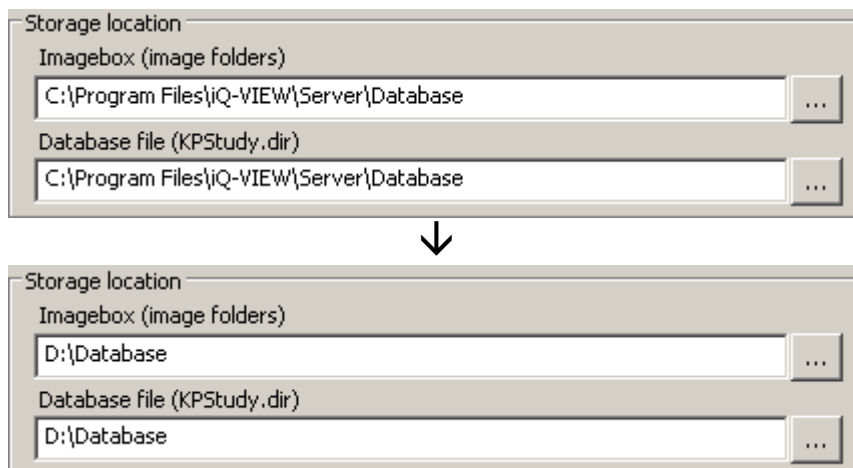 Storage location
Imagebox (image folders)
C:\Program Files\iQ-VIEW\Server\Database
...
Database file (KPStudy.dir)
C:\Program Files\iQ-VIEW\Server\Database
...
↓
Storage location
Imagebox (image folders)
D:\Database
...
Database file (KPStudy.dir)
D:\Database
...